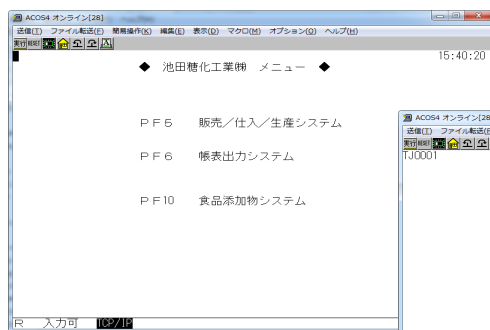 ACOS4 オンライン[28]
送信(T) ファイル転送(F) 簡易操作(K) 編集(E) 表示(D) マクロ(M) オプション(O) ヘルプ(H)
実行
15:40:20
◆ 池田糖化工業㈱ メニュー ◆
PF5 販売/仕入/生産システム
PF6 帳表出力システム
PF10 食品添加物システム
R 入力可 TCP/IP
ACOS4 オンライン[28
送信(T) ファイル転送(F
実行
TJ0001